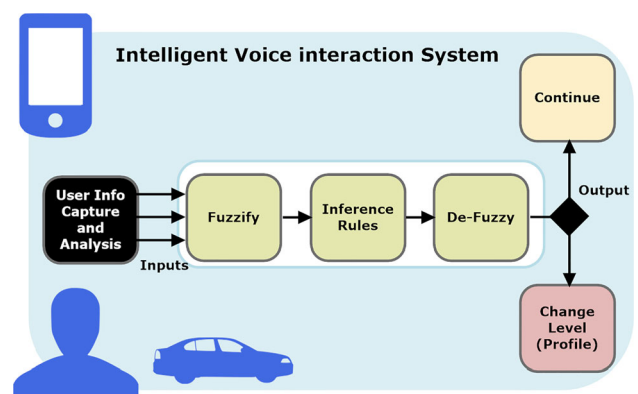 Intelligent Voice interaction System
Continue
User Info
Capture
and
Analysis
Inputs
Fuzzify
Inference
Rules
De-Fuzzy
Output
Change
Level
(Profile)